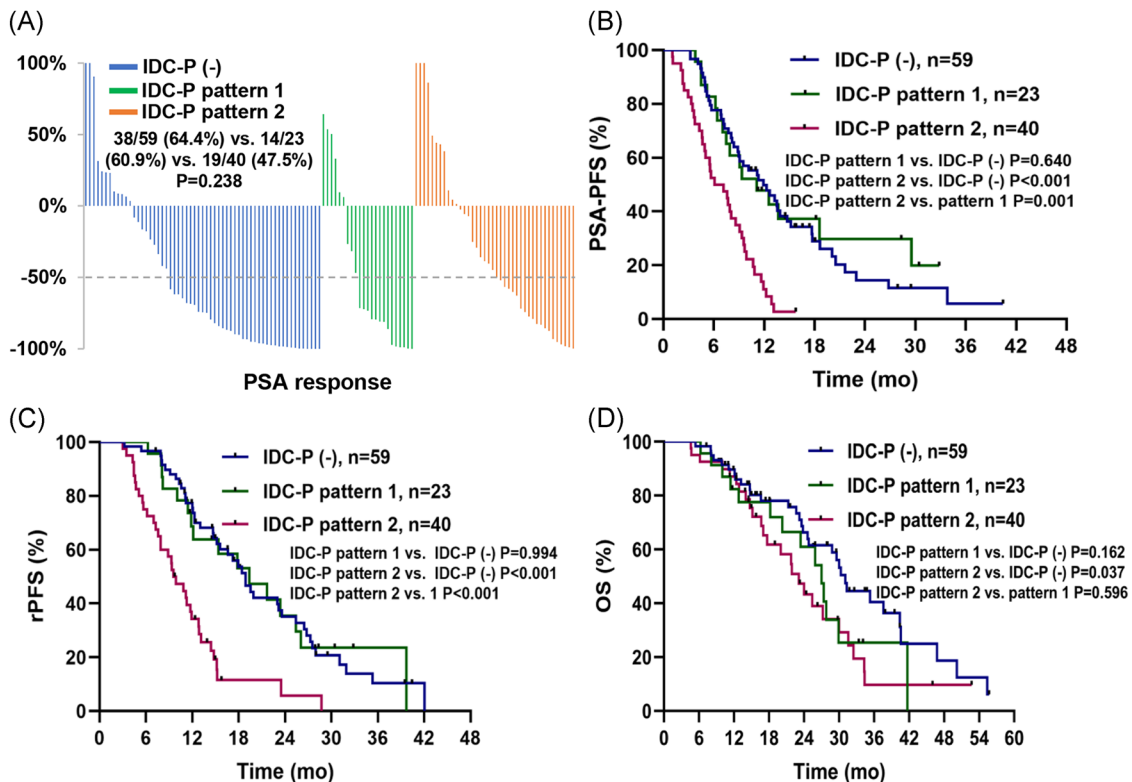 (A)
100%
50%
0%
-50%
-100%
IDC-P (-)
IDC-P pattern 1
IDC-P pattern 2
38/59 (64.4%) vs. 14/23
(60.9%) vs. 19/40 (47.5%)
P=0.238
PSA response
(B)
PSA-PFS (%)
100
80
60
40
20
0
IDC-P (-), n=59
IDC-P pattern 1, n=23
IDC-P pattern 2, n=40
IDC-P pattern 1 vs. IDC-P (-) P=0.640
IDC-P pattern 2 vs. IDC-P (-) P<0.001
IDC-P pattern 2 vs. pattern 1 P=0.001
0 6 12 18 24 30 36 42 48
Time (mo)
(C)
rPFS (%)
100
80
60
40
20
0
IDC-P (-), n=59
IDC-P pattern 1, n=23
IDC-P pattern 2, n=40
IDC-P pattern 1 vs. IDC-P (-) P=0.994
IDC-P pattern 2 vs. IDC-P (-) P<0.001
IDC-P pattern 2 vs. 1 P<0.001
0 6 12 18 24 30 36 42 48
Time (mo)
(D)
OS (%)
100
80
60
40
20
0
IDC-P (-), n=59
IDC-P pattern 1, n=23
IDC-P pattern 2, n=40
IDC-P pattern 1 vs. IDC-P (-) P=0.162
IDC-P pattern 2 vs. IDC-P (-) P=0.037
IDC-P pattern 2 vs. pattern 1 P=0.596
0 6 12 18 24 30 36 42 48 54 60
Time (mo)